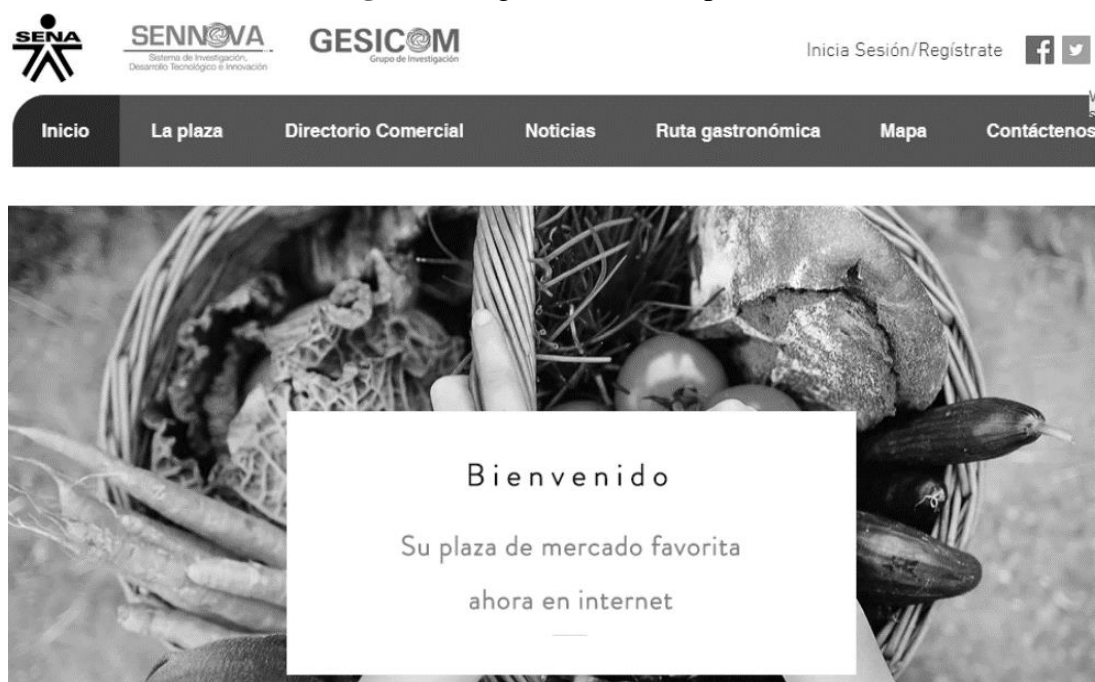 SENA
SENNOVA
Sistema de Investigación,
Desarrollo Tecnológico e Innovación
GESICOM
Grupo de Investigación
Inicia Sesión/Regístrate
Inicio
La plaza
Directorio Comercial
Noticias
Ruta gastronómica
Mapa
Contáctenos
Bienvenido
Su plaza de mercado favorita
ahora en internet